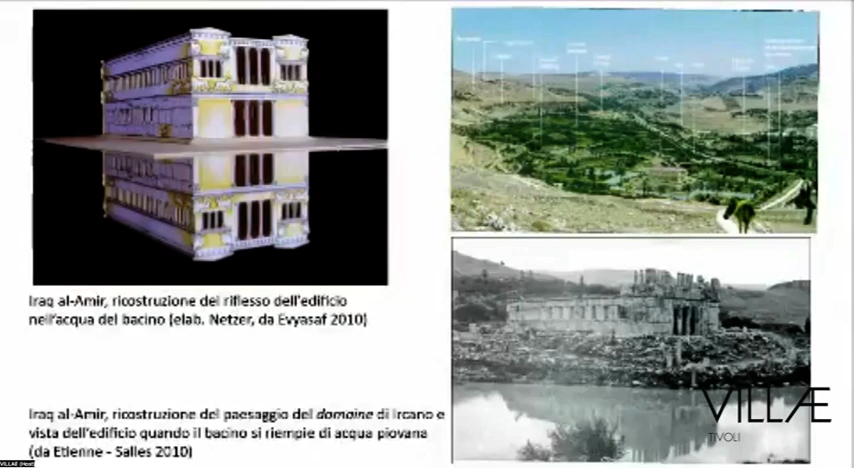 Iraq al-Amir, ricostruzione del riflesso dell'edificio
nell'acqua del bacino (elab. Netzer, da Evyasaf 2010)
Iraq al-Amir, ricostruzione del paesaggio del domaine di Ircano e
vista dell'edificio quando il bacino si riempie di acqua piovana
(da Etienne - Salles 2010)
VILLÆ
TIVOLI
VILLAE (Host)